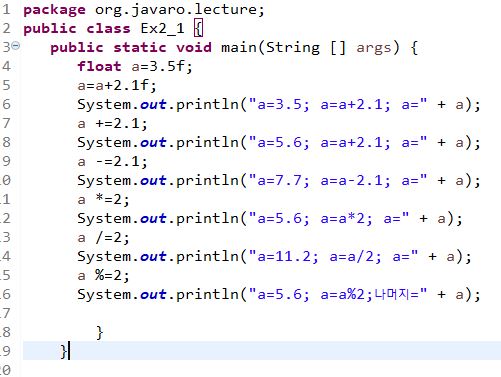 1 package org.javaro.lecture;
2 public class Ex2_1 {
3 public static void main(String [] args) {
4 float a=3.5f;
5 a=a+2.1f;
6 System.out.println("a=3.5; a=a+2.1; a=" + a);
7 a +=2.1;
8 System.out.println("a=5.6; a=a+2.1; a=" + a);
9 a -=2.1;
0 System.out.println("a=7.7; a=a-2.1; a=" + a);
1 a *=2;
2 System.out.println("a=5.6; a=a*2; a=" + a);
3 a /=2;
4 System.out.println("a=11.2; a=a/2; a=" + a);
5 a %=2;
6 System.out.println("a=5.6; a=a%2;나머지=" + a);
7
8 }
9 }
0